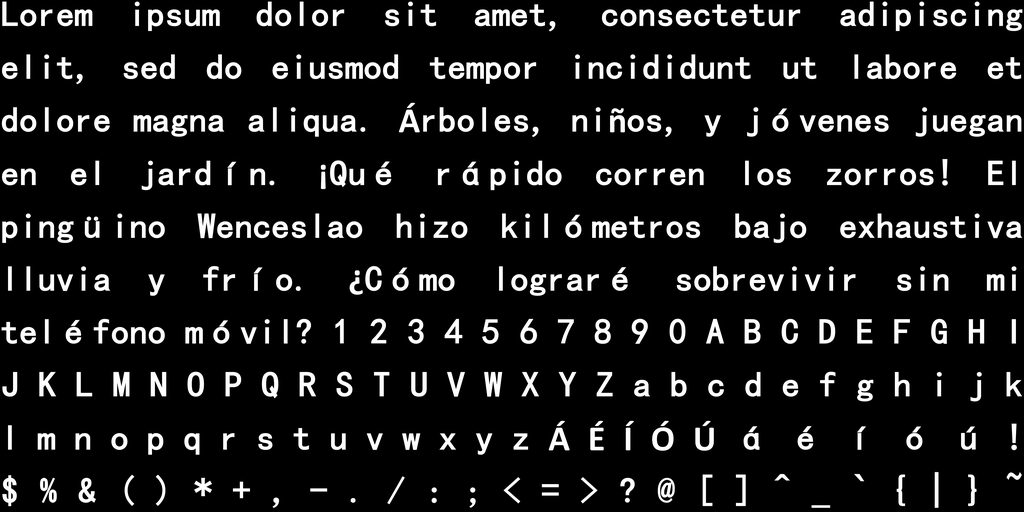 Lorem ipsum dolor sit amet, consectetur adipiscing
elit, sed do eiusmod tempor incididunt ut labore et
dolore magna aliqua. Árboles, niños, y jóvenes juegan
en el jardín. ¡Qué rápido corren los zorros! El
pingüino Wenceslao hizo kilómetros bajo exhaustiva
lluvia y frío. ¿Cómo lograré sobrevivir sin mi
teléfono móvil? 1 2 3 4 5 6 7 8 9 0 A B C D E F G H I
J K L M N O P Q R S T U V W X Y Z a b c d e f g h i j k
l m n o p q r s t u v w x y z Á É Í Ó Ú á é í ó ú !
$ % & ( ) * + , - . / : ; < = > ? @ [ ] ^ _ ` { | } ~